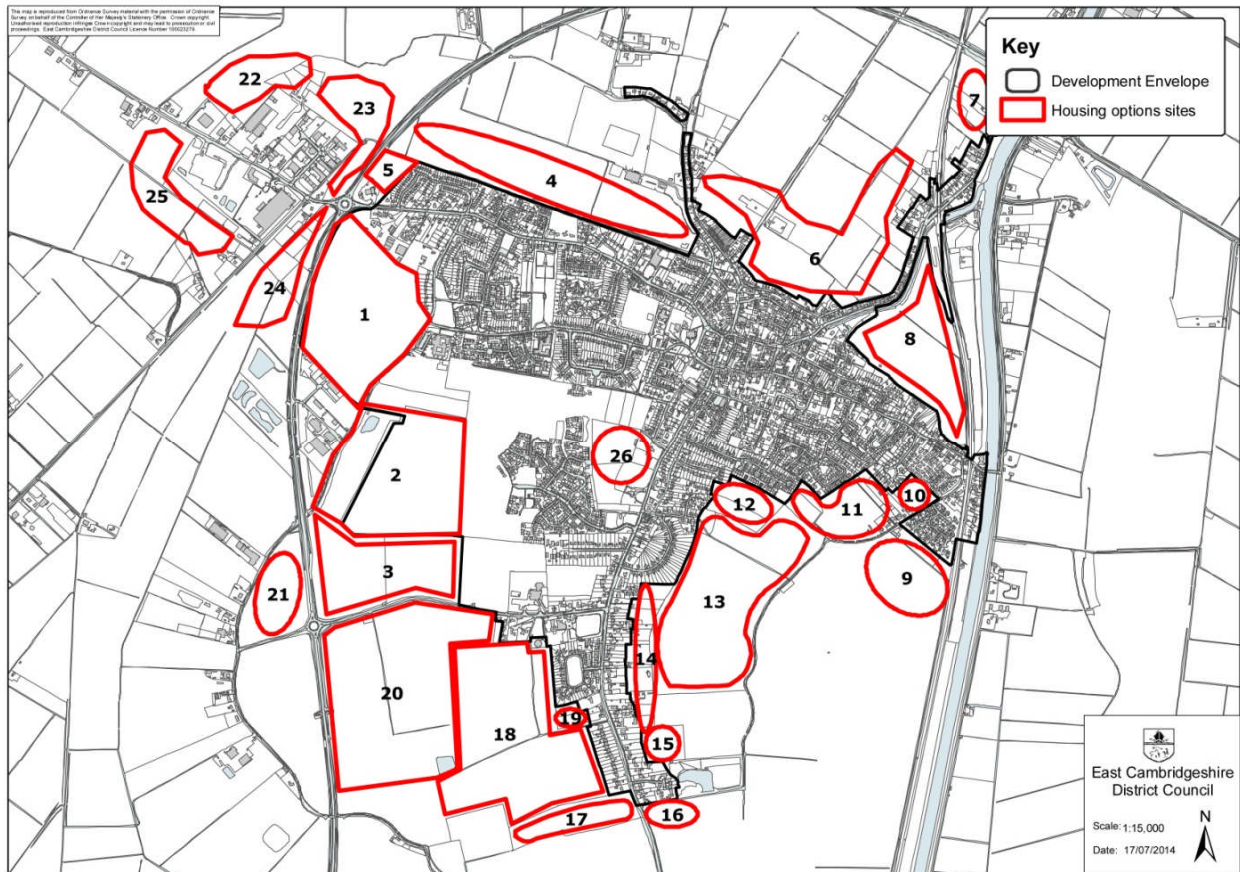 This map is reproduced from Ordnance Survey material with the permission of Ordnance
Survey on behalf of the Controller of Her Majesty's Stationery Office. Crown copyright.
Unauthorised reproduction infringes Crown copyright and may lead to prosecution or civil
proceedings. East Cambridgeshire District Council Licence Number 100023279.
Key
Development Envelope
Housing options sites
22
23
7
25
5
4
6
24
1
8
2
26
12
11
10
3
9
21
13
14
20
18
19
15
17
16
East Cambridgeshire
District Council
Scale: 1:15,000
N
Date: 17/07/2014